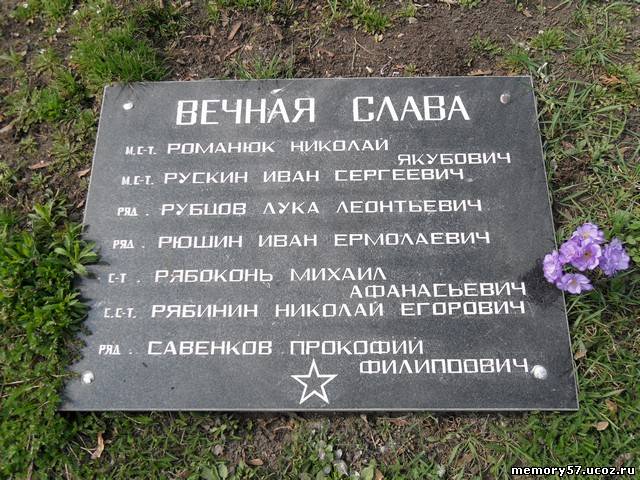 ВЕЧНАЯ СЛАВА
М.С-Т. РОМАНЮК НИКОЛАЙ
ЯКУБОВИЧ
М.С-Т. РУСКИН ИВАН СЕРГЕЕВИЧ
РЯД. РУБЦОВ ЛУКА ЛЕОНТЬЕВИЧ
РЯД. РЮШИН ИВАН ЕРМОЛАЕВИЧ
С-Т. РЯБОКОНЬ МИХАИЛ
АФАНАСЬЕВИЧ
С.С-Т. РЯБИНИН НИКОЛАЙ ЕГОРОВИЧ
РЯД. САВЕНКОВ ПРОКОФИЙ
ФИЛИППОВИЧ
memory57.ucoz.ru